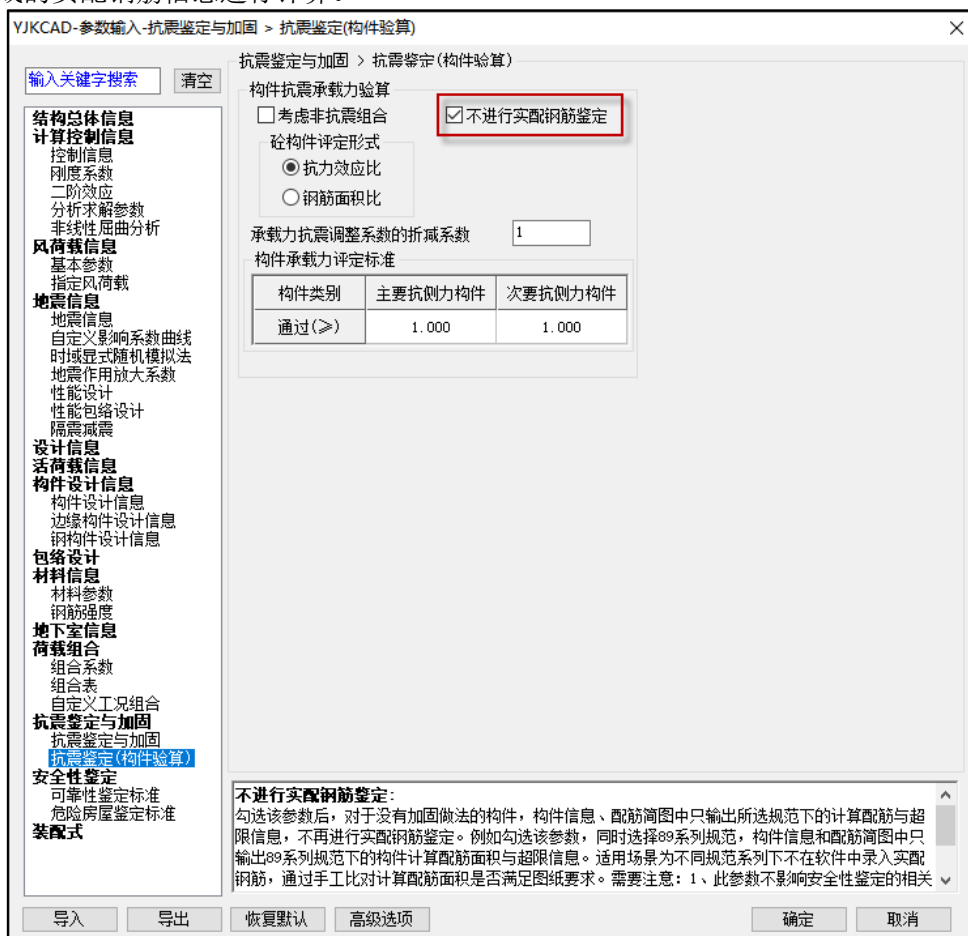 的实配钢筋信息进行计算。
YJKCAD-参数输入-抗震鉴定与加固 > 抗震鉴定(构件验算)
输入关键字搜索
清空
结构总体信息
计算控制信息
控制信息
刚度系数
二阶效应
分析求解参数
非线性屈曲分析
风荷载信息
基本参数
指定风荷载
地震信息
地震信息
自定义影响系数曲线
时域显式随机模拟法
地震作用放大系数
性能设计
性能包络设计
隔震减震
设计信息
活荷载信息
构件设计信息
构件设计信息
边缘构件设计信息
钢构件设计信息
包络设计
材料信息
材料参数
钢筋强度
地下室信息
荷载组合
组合系数
组合表
自定义工况组合
抗震鉴定与加固
抗震鉴定与加固
抗震鉴定(构件验算)
安全性鉴定
可靠性鉴定标准
危险房屋鉴定标准
装配式
抗震鉴定与加固 > 抗震鉴定(构件验算)
构件抗震承载力验算
考虑非抗震组合
不进行实配钢筋鉴定
砼构件评定形式
抗力效应比
钢筋面积比
承载力抗震调整系数的折减系数
1
构件承载力评定标准
构件类别 主要抗侧力构件 次要抗侧力构件
通过(≥) 1.000 1.000
不进行实配钢筋鉴定:
勾选该参数后，对于没有加固做法的构件，构件信息、配筋简图中只输出所选规范下的计算配筋与超
限信息，不再进行实配钢筋鉴定。例如勾选该参数，同时选择89系列规范，构件信息和配筋简图中只
输出89系列规范下的构件计算配筋面积与超限信息。适用场景为不同规范系列下不在软件中录入实配
钢筋，通过手工比对计算配筋面积是否满足图纸要求。需要注意：1、此参数不影响安全性鉴定的相关
导入
导出
恢复默认
高级选项
确定
取消